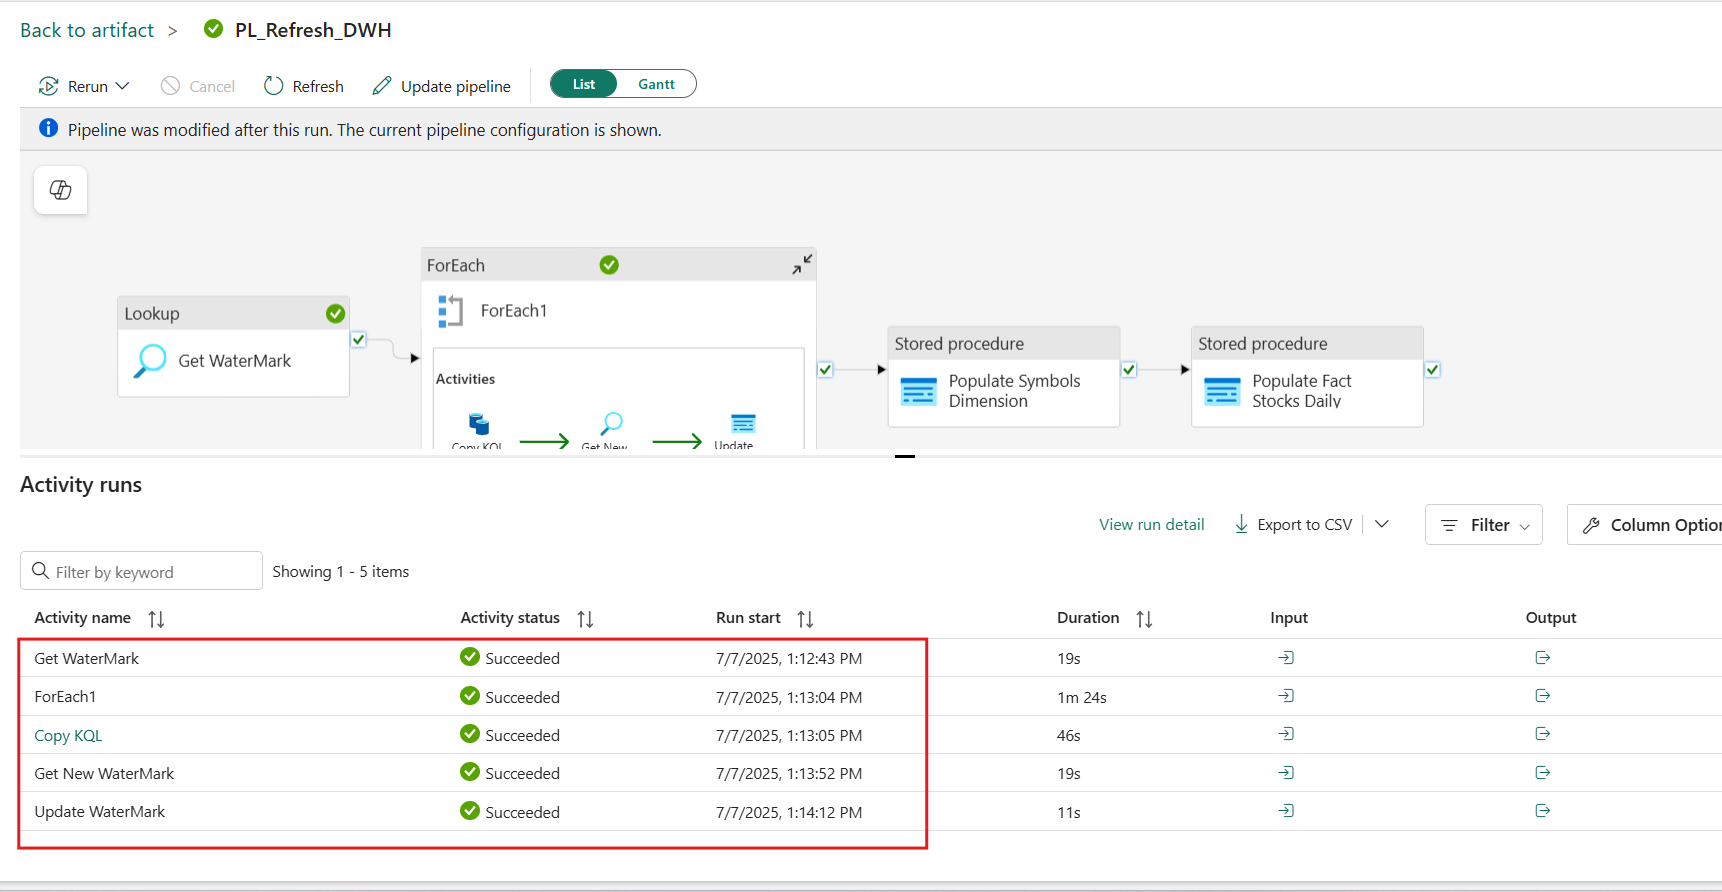 Back to artifact > PL_Refresh_DWH
Rerun Cancel Refresh Update pipeline List Gantt
Pipeline was modified after this run. The current pipeline configuration is shown.
Lookup
Get WaterMark
ForEach
ForEach1
Activities
Copy KQL Get New Update
Stored procedure
Populate Symbols
Dimension
Stored procedure
Populate Fact
Stocks Daily
Activity runs
View run detail Export to CSV Filter Column Optio
Filter by keyword Showing 1 - 5 items
Activity name Activity status Run start Duration Input Output
Get WaterMark Succeeded 7/7/2025, 1:12:43 PM 19s
ForEach1 Succeeded 7/7/2025, 1:13:04 PM 1m 24s
Copy KQL Succeeded 7/7/2025, 1:13:05 PM 46s
Get New WaterMark Succeeded 7/7/2025, 1:13:52 PM 19s
Update WaterMark Succeeded 7/7/2025, 1:14:12 PM 11s